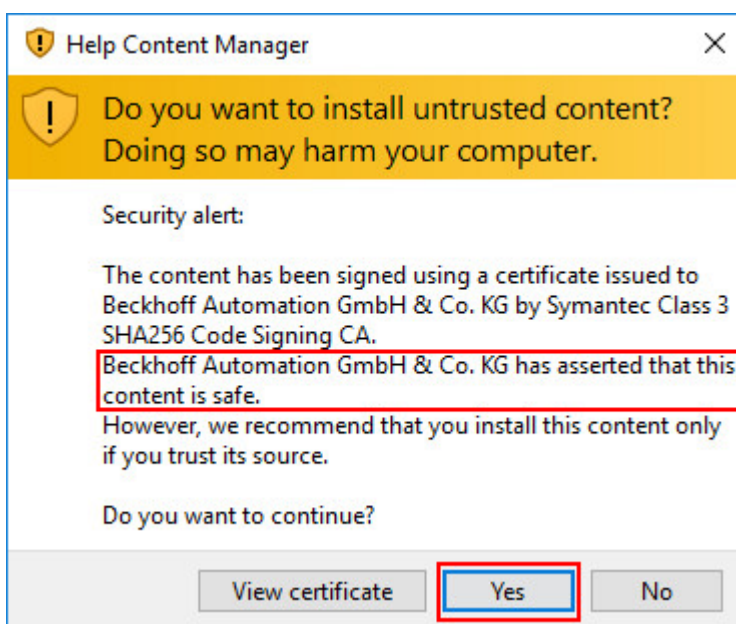 Help Content Manager
Do you want to install untrusted content?
Doing so may harm your computer.
Security alert:
The content has been signed using a certificate issued to
Beckhoff Automation GmbH & Co. KG by Symantec Class 3
SHA256 Code Signing CA.
Beckhoff Automation GmbH & Co. KG has asserted that this
content is safe.
However, we recommend that you install this content only
if you trust its source.
Do you want to continue?
View certificate Yes No